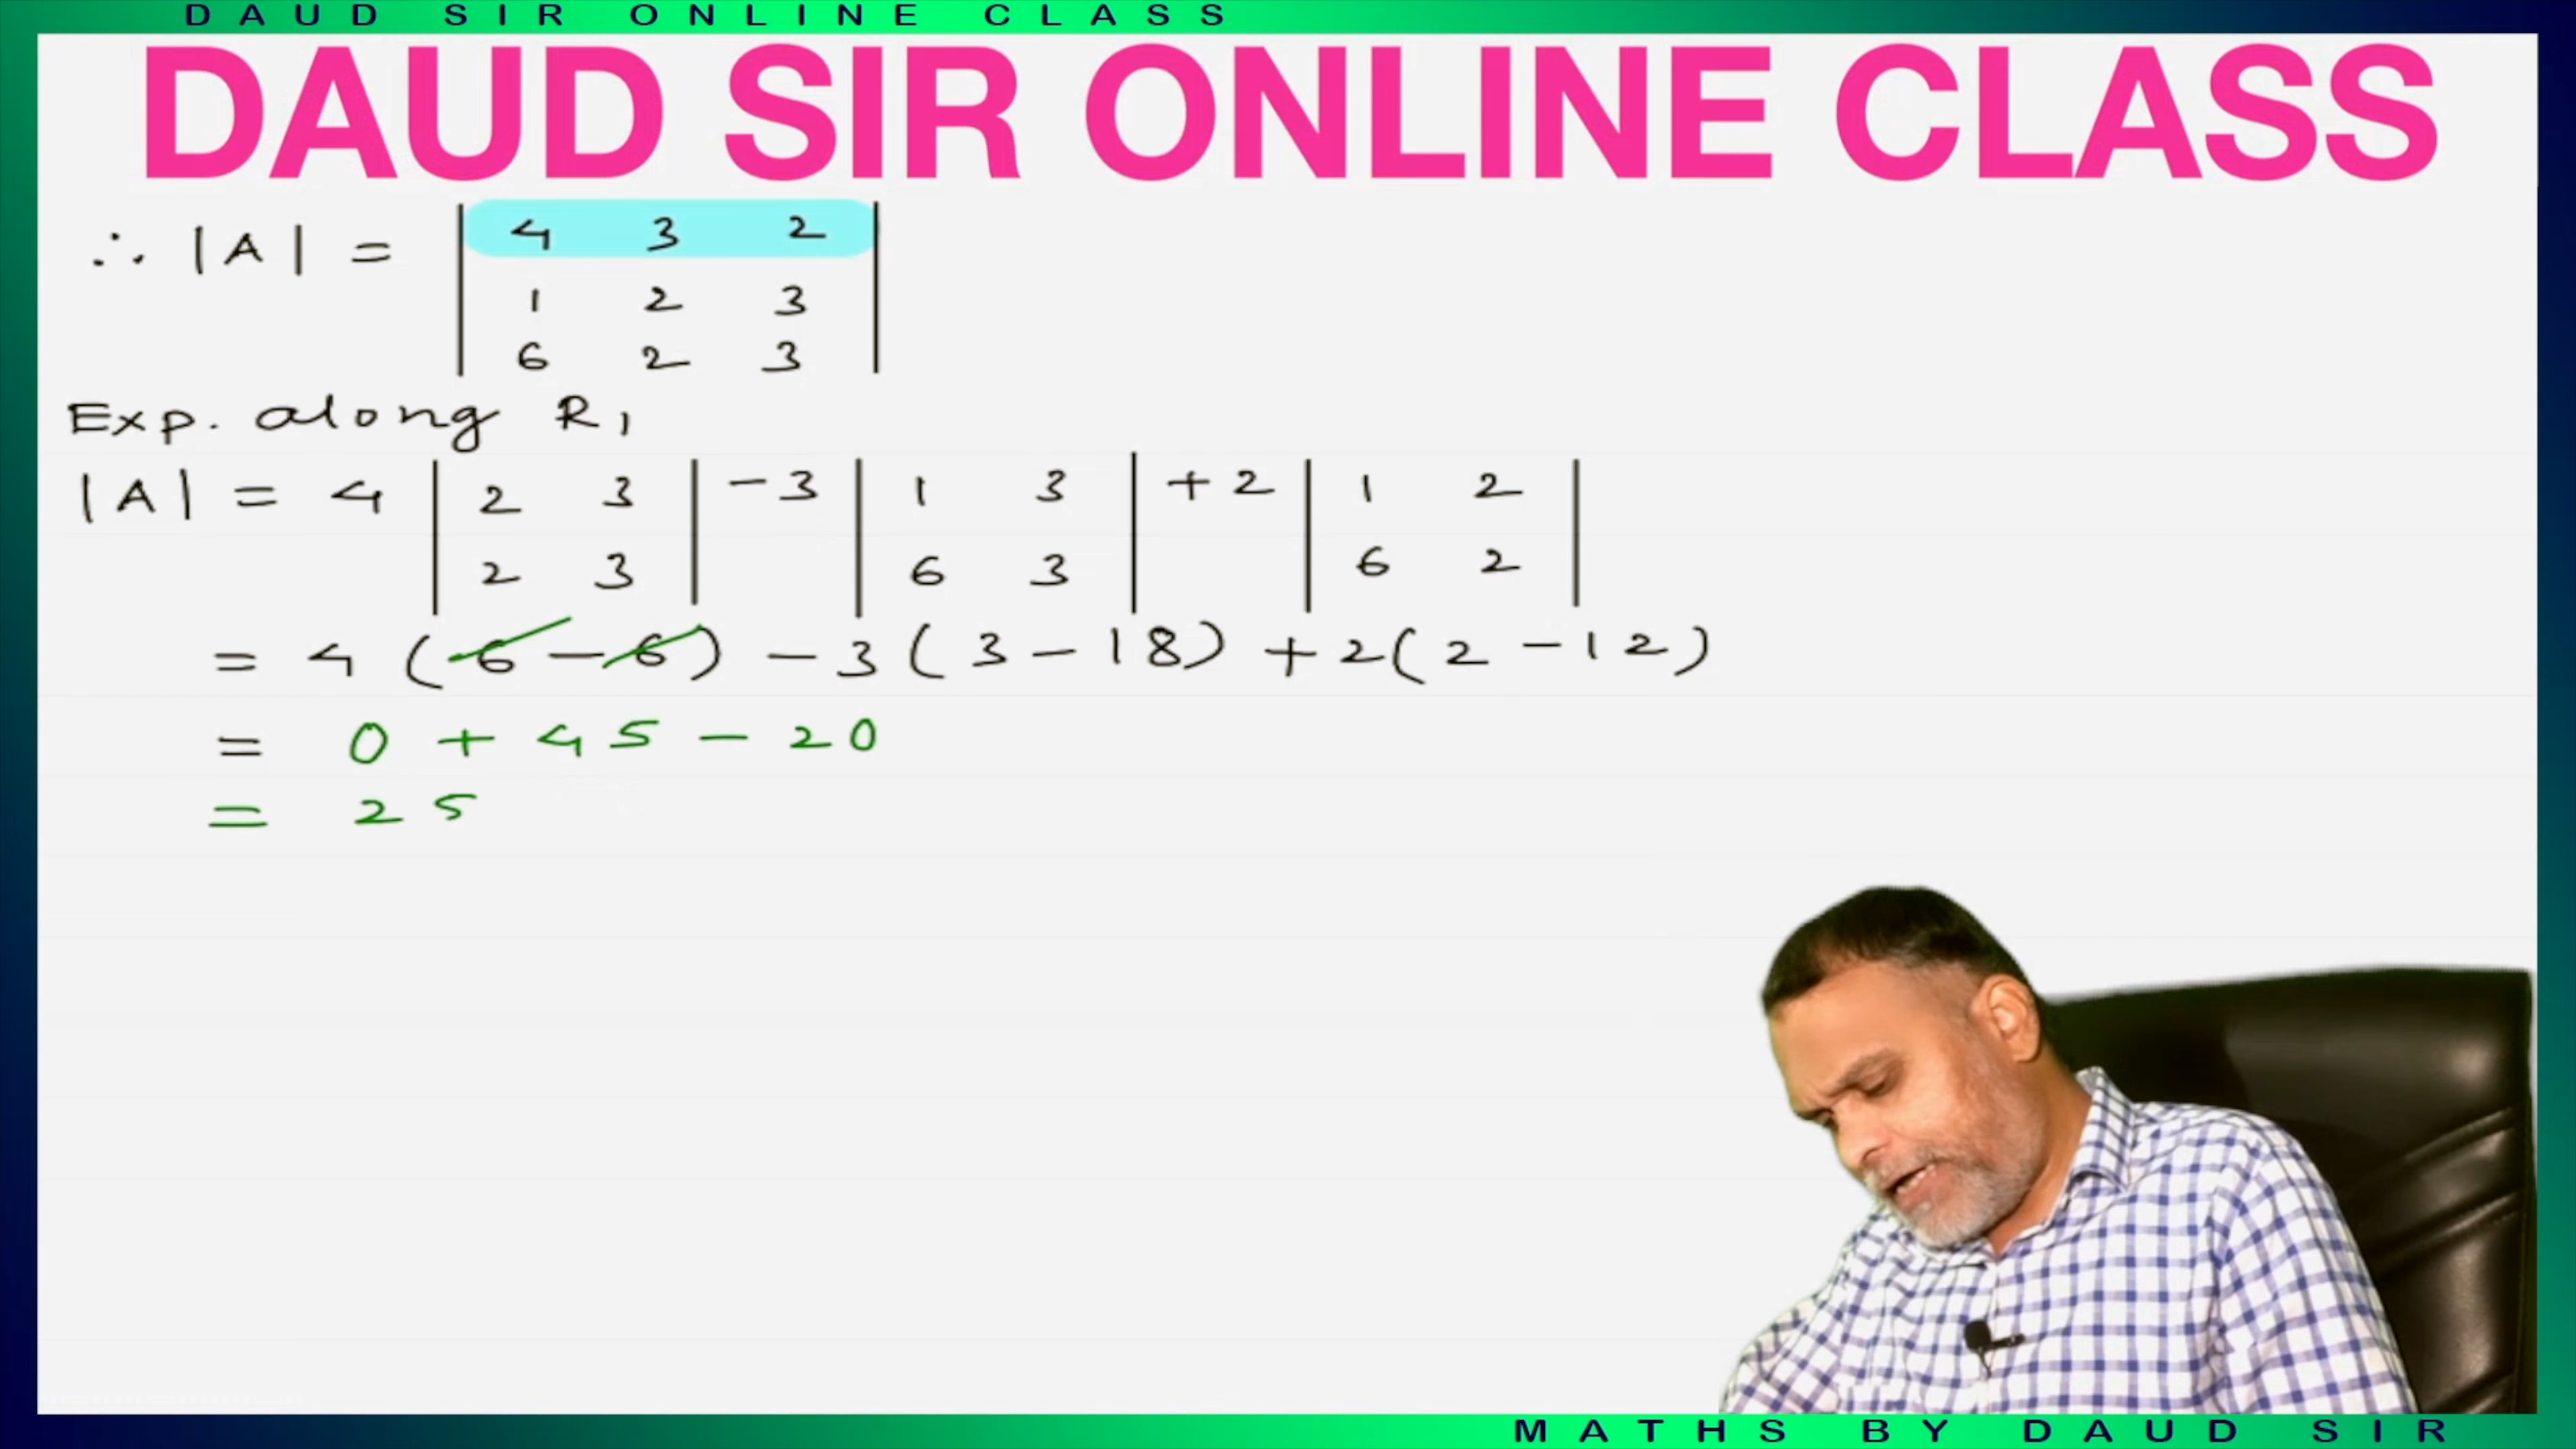 DAUD SIR ONLINE CLASS
DAUD SIR ONLINE CLASS
∴ |A| = | 4 3 2 |
| 1 2 3 |
| 6 2 3 |
Exp. along R₁
|A| = 4 | 2 3 | - 3 | 1 3 | + 2 | 1 2 |
| 2 3 | | 6 3 | | 6 2 |
= 4 (6 - 6) - 3 (3 - 18) + 2 (2 - 12)
= 0 + 45 - 20
= 25
MATHS BY DAUD SIR